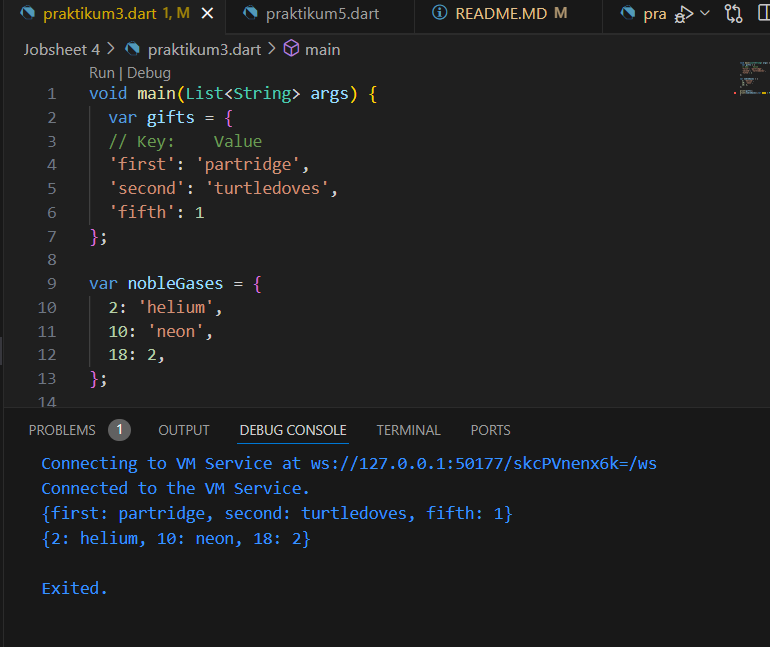 praktikum3.dart 1, M praktikum5.dart README.MD M pra
Jobsheet 4 > praktikum3.dart > main
Run | Debug
1 void main(List<String> args) {
2 var gifts = {
3 // Key:    Value
4 'first': 'partridge',
5 'second': 'turtledoves',
6 'fifth': 1
7 };
8
9 var nobleGases = {
10 2: 'helium',
11 10: 'neon',
12 18: 2,
13 };
14
PROBLEMS 1 OUTPUT DEBUG CONSOLE TERMINAL PORTS
Connecting to VM Service at ws://127.0.0.1:50177/skcPVnenx6k=/ws
Connected to the VM Service.
{first: partridge, second: turtledoves, fifth: 1}
{2: helium, 10: neon, 18: 2}
Exited.